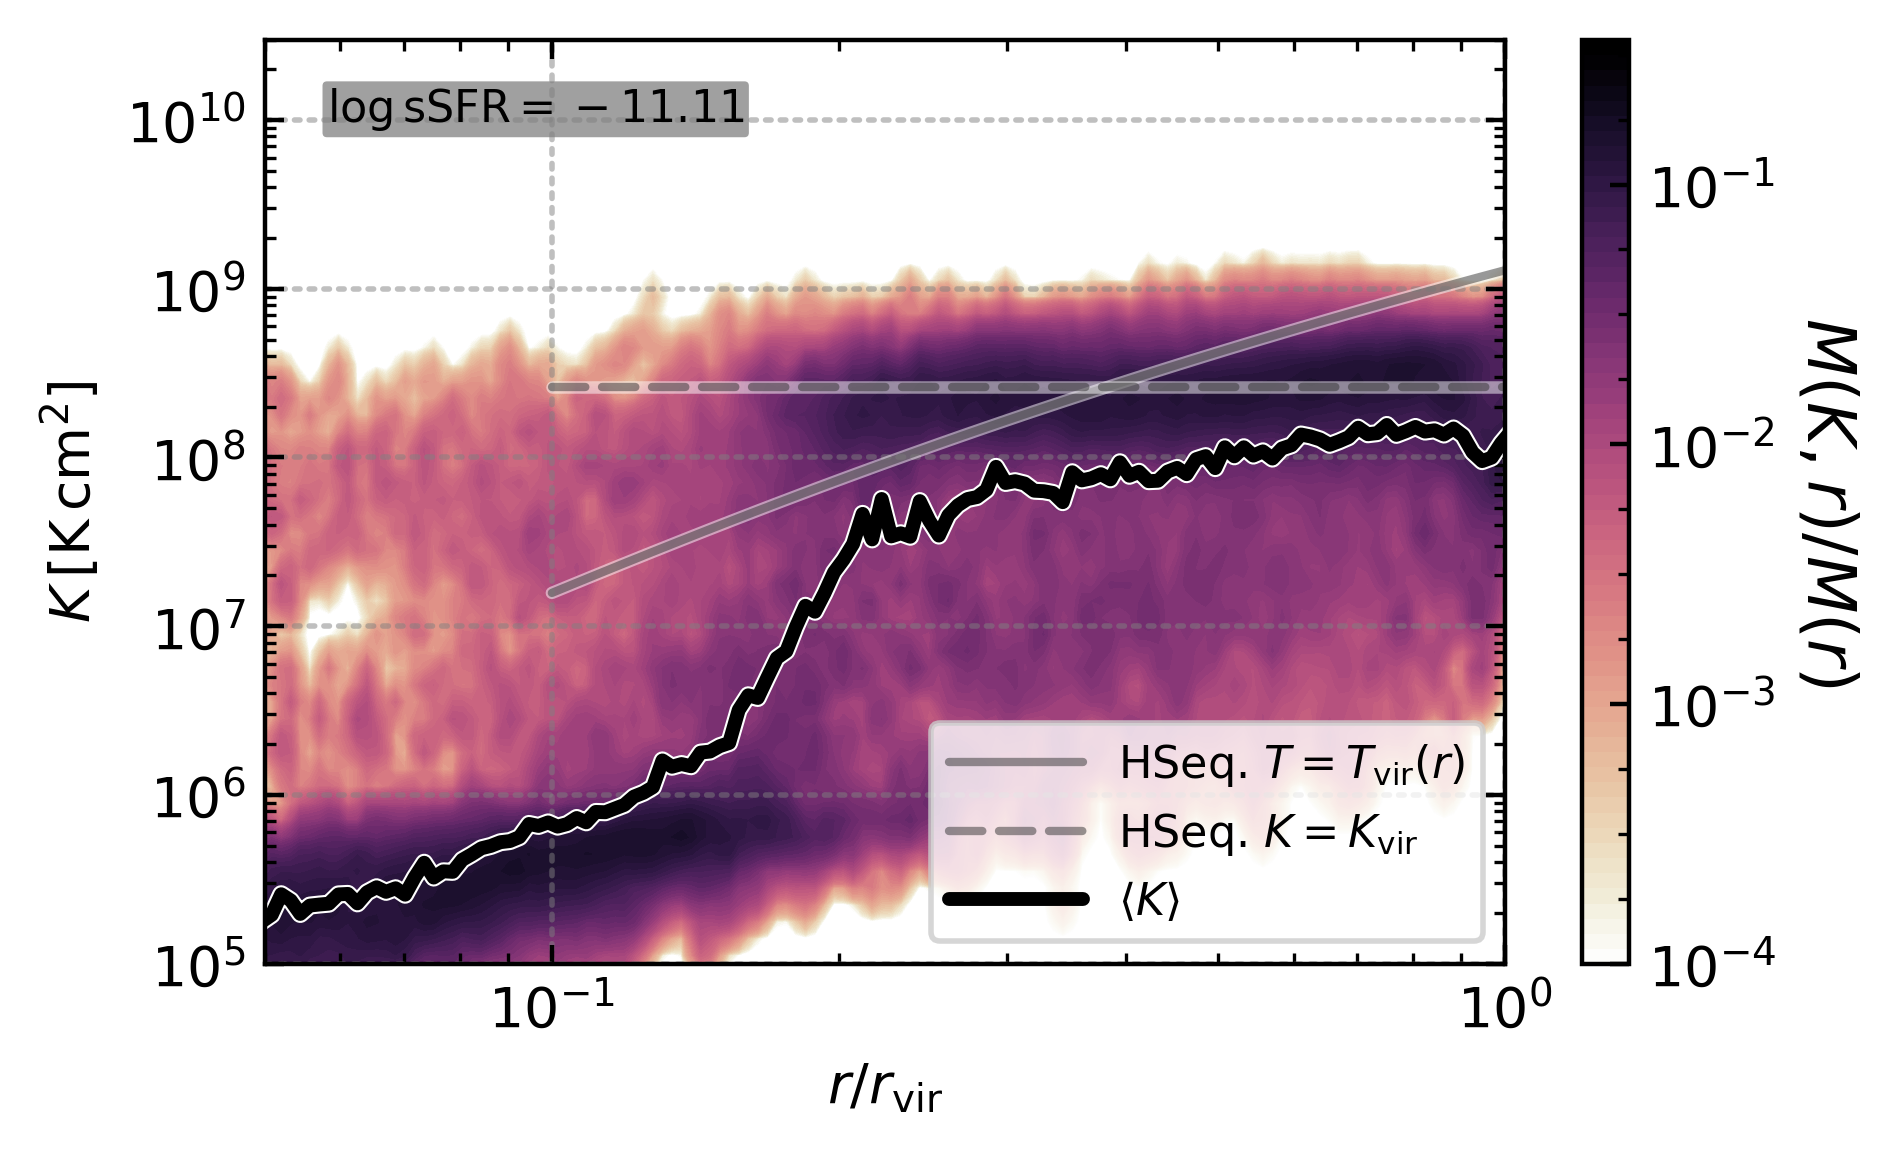 log sSFR = −11.11
10^10
10^9
10^8
10^7
10^6
10^5
K [K cm^2]
10^−1
10^0
r/r_vir
HSeq. T = T_vir(r)
HSeq. K = K_vir
⟨K⟩
10^−1
10^−2
10^−3
10^−4
M(K, r)/M(r)